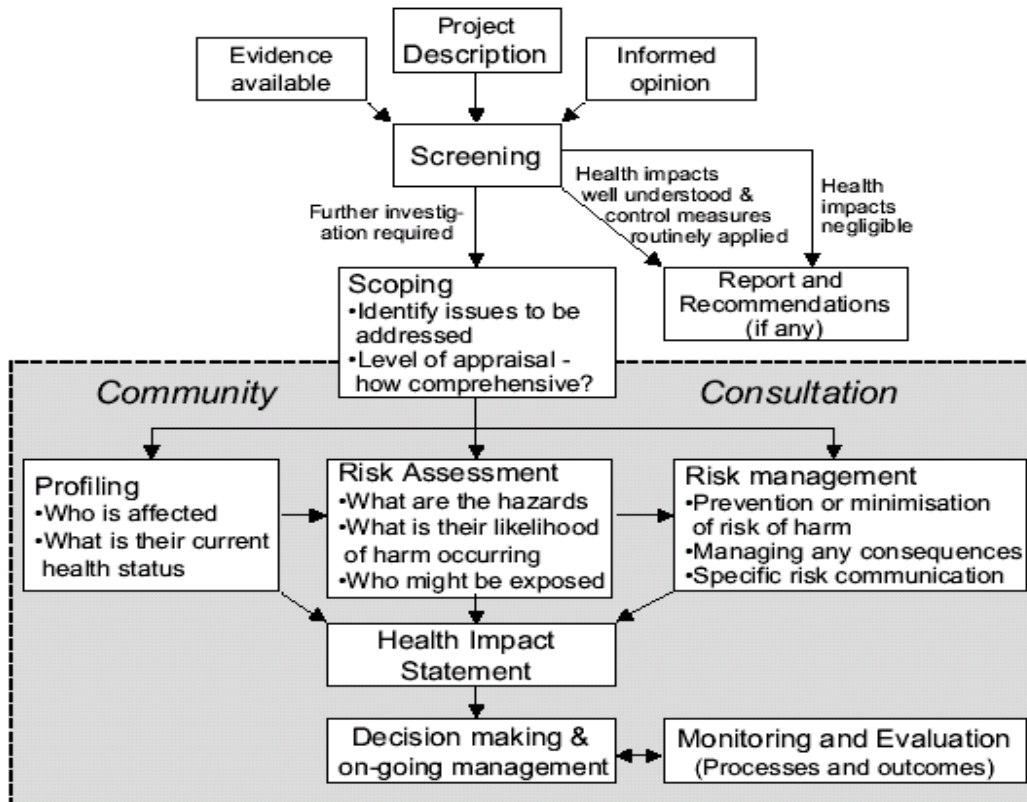 Project
Description
Evidence
available
Informed
opinion
Screening
Further investig-
ation required
Health impacts
well understood &
control measures
routinely applied
Health
impacts
negligible
Scoping
•Identify issues to be
addressed
•Level of appraisal -
how comprehensive?
Report and
Recommendations
(if any)
Community
Consultation
Profiling
•Who is affected
•What is their current
health status
Risk Assessment
•What are the hazards
•What is their likelihood
of harm occurring
•Who might be exposed
Risk management
•Prevention or minimisation
of risk of harm
•Managing any consequences
•Specific risk communication
Health Impact
Statement
Decision making &
on-going management
Monitoring and Evaluation
(Processes and outcomes)